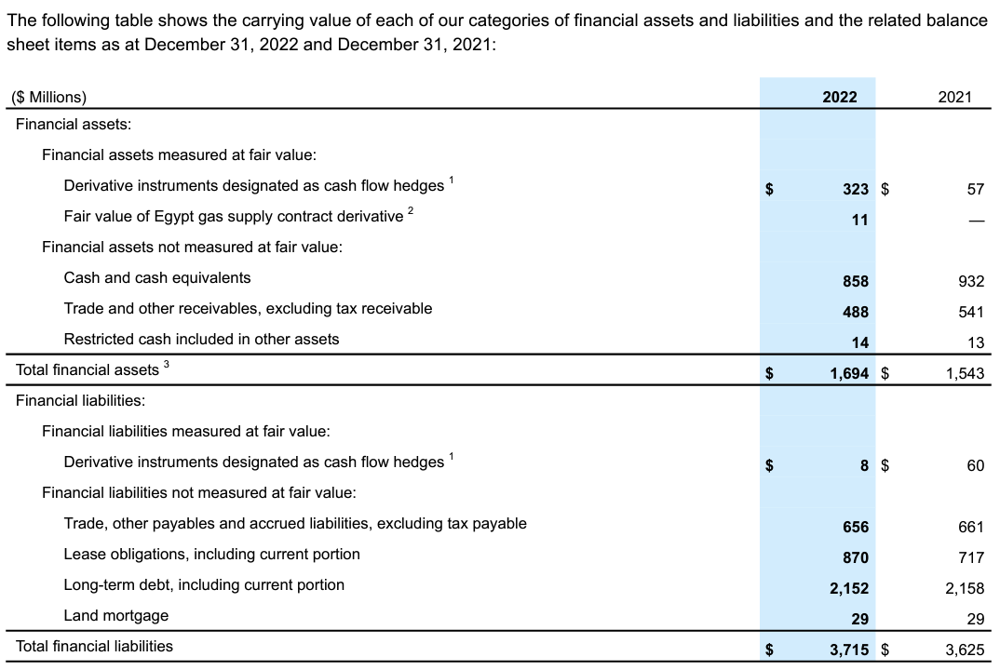 The following table shows the carrying value of each of our categories of financial assets and liabilities and the related balance
sheet items as at December 31, 2022 and December 31, 2021:
($ Millions) 2022 2021
Financial assets:
Financial assets measured at fair value:
Derivative instruments designated as cash flow hedges 1 $ 323 $ 57
Fair value of Egypt gas supply contract derivative 2 11 —
Financial assets not measured at fair value:
Cash and cash equivalents 858 932
Trade and other receivables, excluding tax receivable 488 541
Restricted cash included in other assets 14 13
Total financial assets 3 $ 1,694 $ 1,543
Financial liabilities:
Financial liabilities measured at fair value:
Derivative instruments designated as cash flow hedges 1 $ 8 $ 60
Financial liabilities not measured at fair value:
Trade, other payables and accrued liabilities, excluding tax payable 656 661
Lease obligations, including current portion 870 717
Long-term debt, including current portion 2,152 2,158
Land mortgage 29 29
Total financial liabilities $ 3,715 $ 3,625